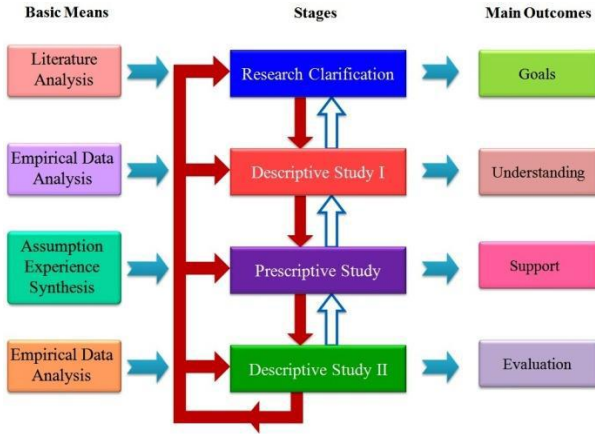 Basic Means
Stages
Main Outcomes
Literature
Analysis
Research Clarification
Goals
Empirical Data
Analysis
Descriptive Study I
Understanding
Assumption
Experience
Synthesis
Prescriptive Study
Support
Empirical Data
Analysis
Descriptive Study II
Evaluation